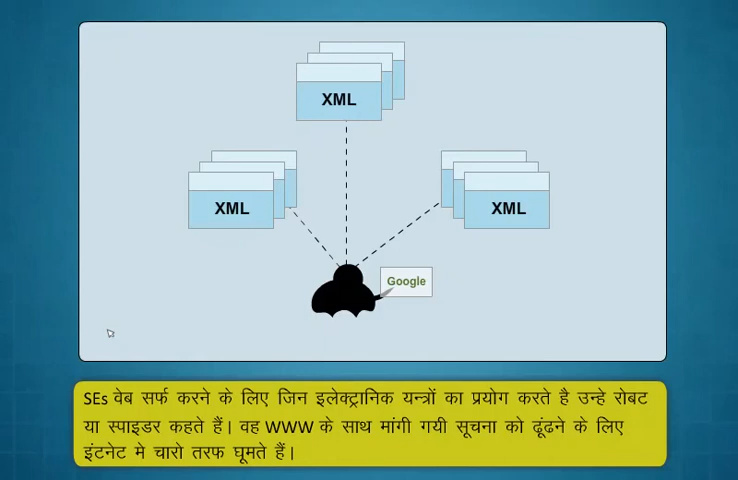 XML
XML
XML
Google
SEs वेब सर्फ करने के लिए जिन इलेक्ट्रानिक यन्त्रों का प्रयोग करते है उन्हे रोबट
या स्पाइडर कहते हैं। वह WWW के साथ मांगी गयी सूचना को ढूंढने के लिए
इंटनेट मे चारो तरफ घूमते हैं।